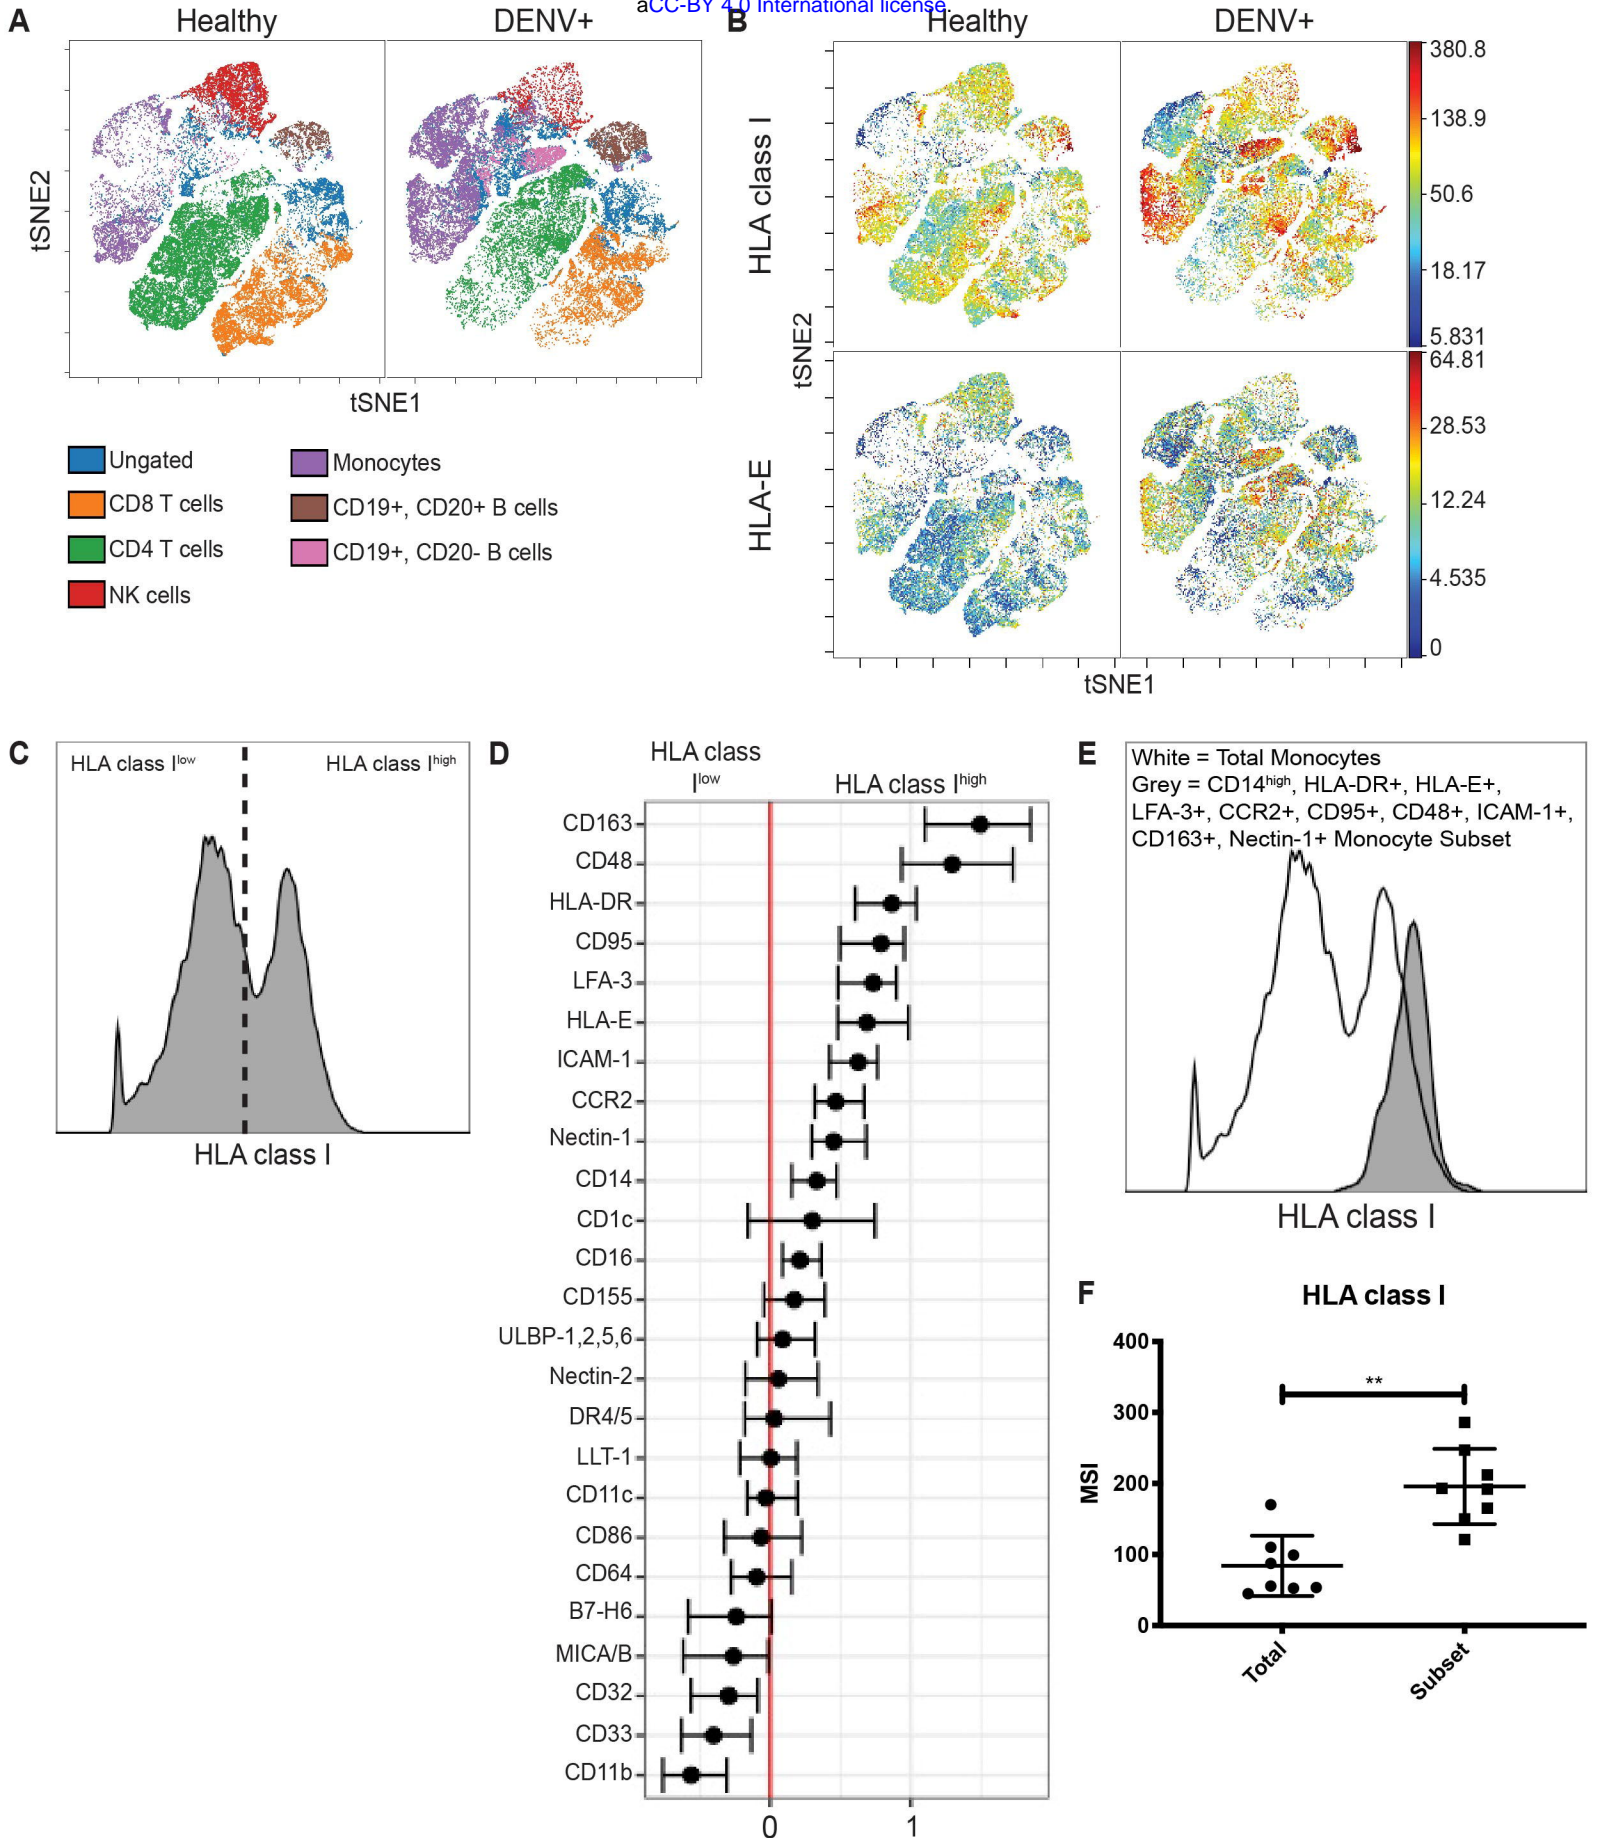 aCC-BY 4.0 International license.
A
Healthy
DENV+
tSNE2
tSNE1
Ungated
CD8 T cells
CD4 T cells
NK cells
Monocytes
CD19+, CD20+ B cells
CD19+, CD20- B cells
B
Healthy
DENV+
HLA class I
HLA-E
tSNE2
tSNE1
380.8
138.9
50.6
18.17
5.831
64.81
28.53
12.24
4.535
0
C
HLA class Ilow
HLA class Ihigh
HLA class I
D
HLA class
Ilow
HLA class Ihigh
CD163
CD48
HLA-DR
CD95
LFA-3
HLA-E
ICAM-1
CCR2
Nectin-1
CD14
CD1c
CD16
CD155
ULBP-1,2,5,6
Nectin-2
DR4/5
LLT-1
CD11c
CD86
CD64
B7-H6
MICA/B
CD32
CD33
CD11b
0
1
E
White = Total Monocytes
Grey = CD14high, HLA-DR+, HLA-E+,
LFA-3+, CCR2+, CD95+, CD48+, ICAM-1+,
CD163+, Nectin-1+ Monocyte Subset
HLA class I
F
HLA class I
MSI
400
300
200
100
0
**
Total
Subset